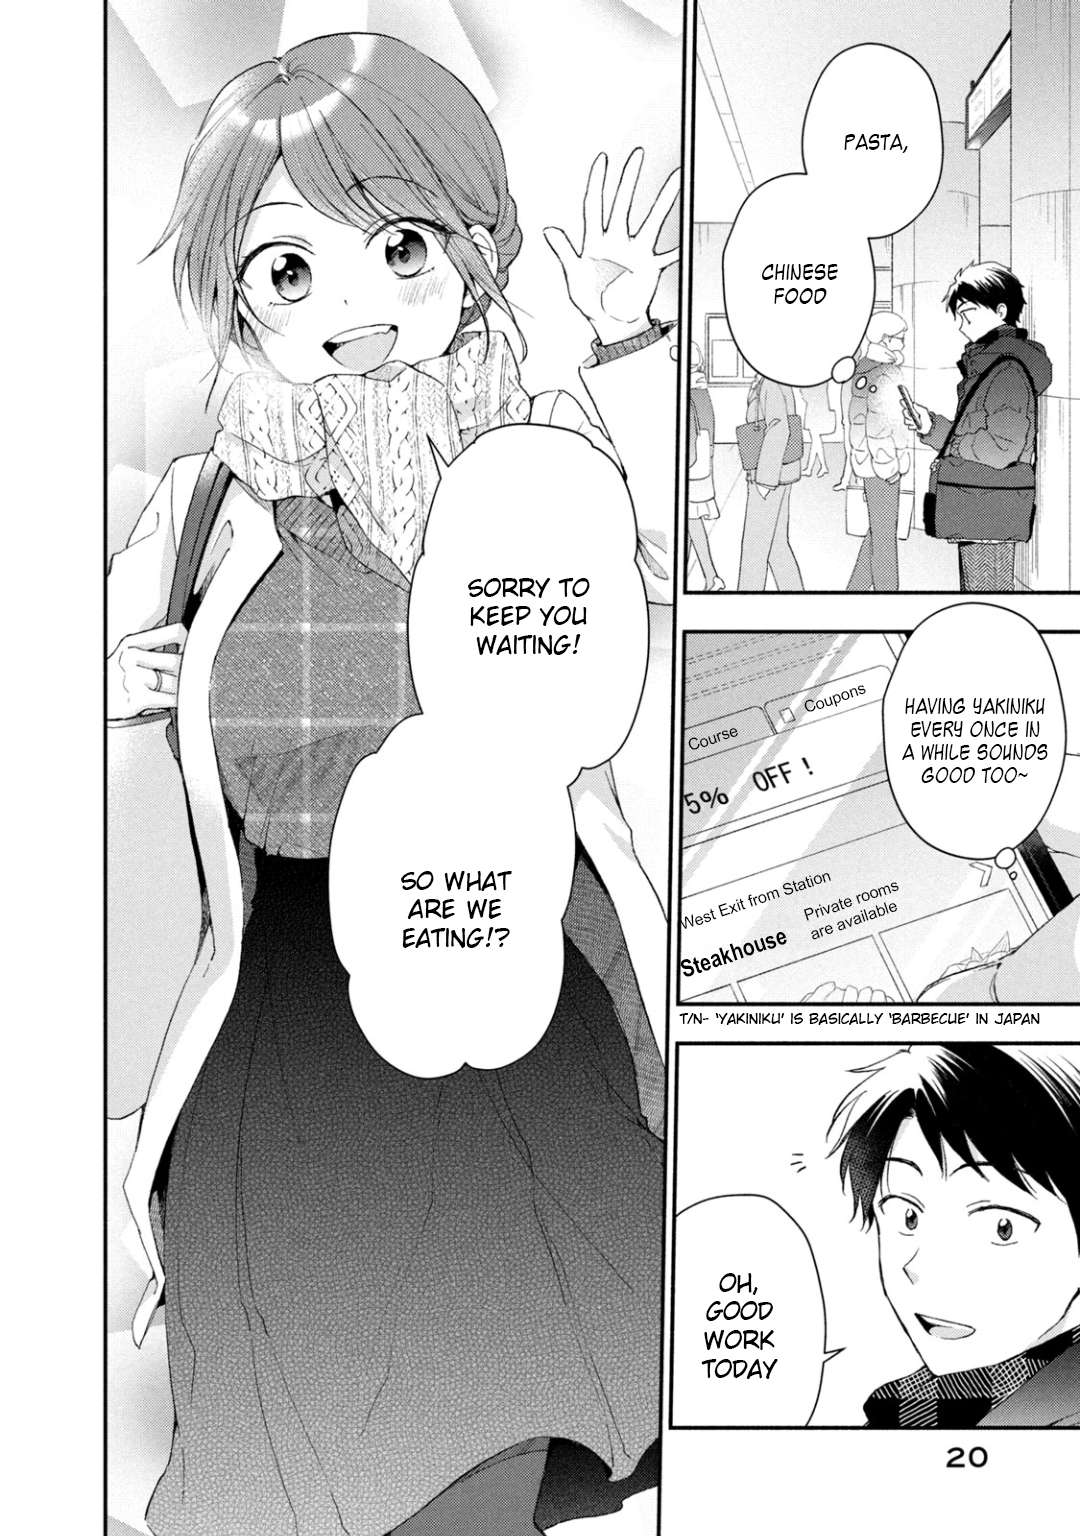 PASTA,
CHINESE
FOOD
HAVING YAKINIKU
EVERY ONCE IN
A WHILE SOUNDS
GOOD TOO~
Course
Coupons
5% OFF!
West Exit from Station
Steakhouse
Private rooms
are available
T/N- 'YAKINIKU' IS BASICALLY 'BARBECUE' IN JAPAN
OH,
GOOD
WORK
TODAY
SORRY TO
KEEP YOU
WAITING!
SO WHAT
ARE WE
EATING!?
20